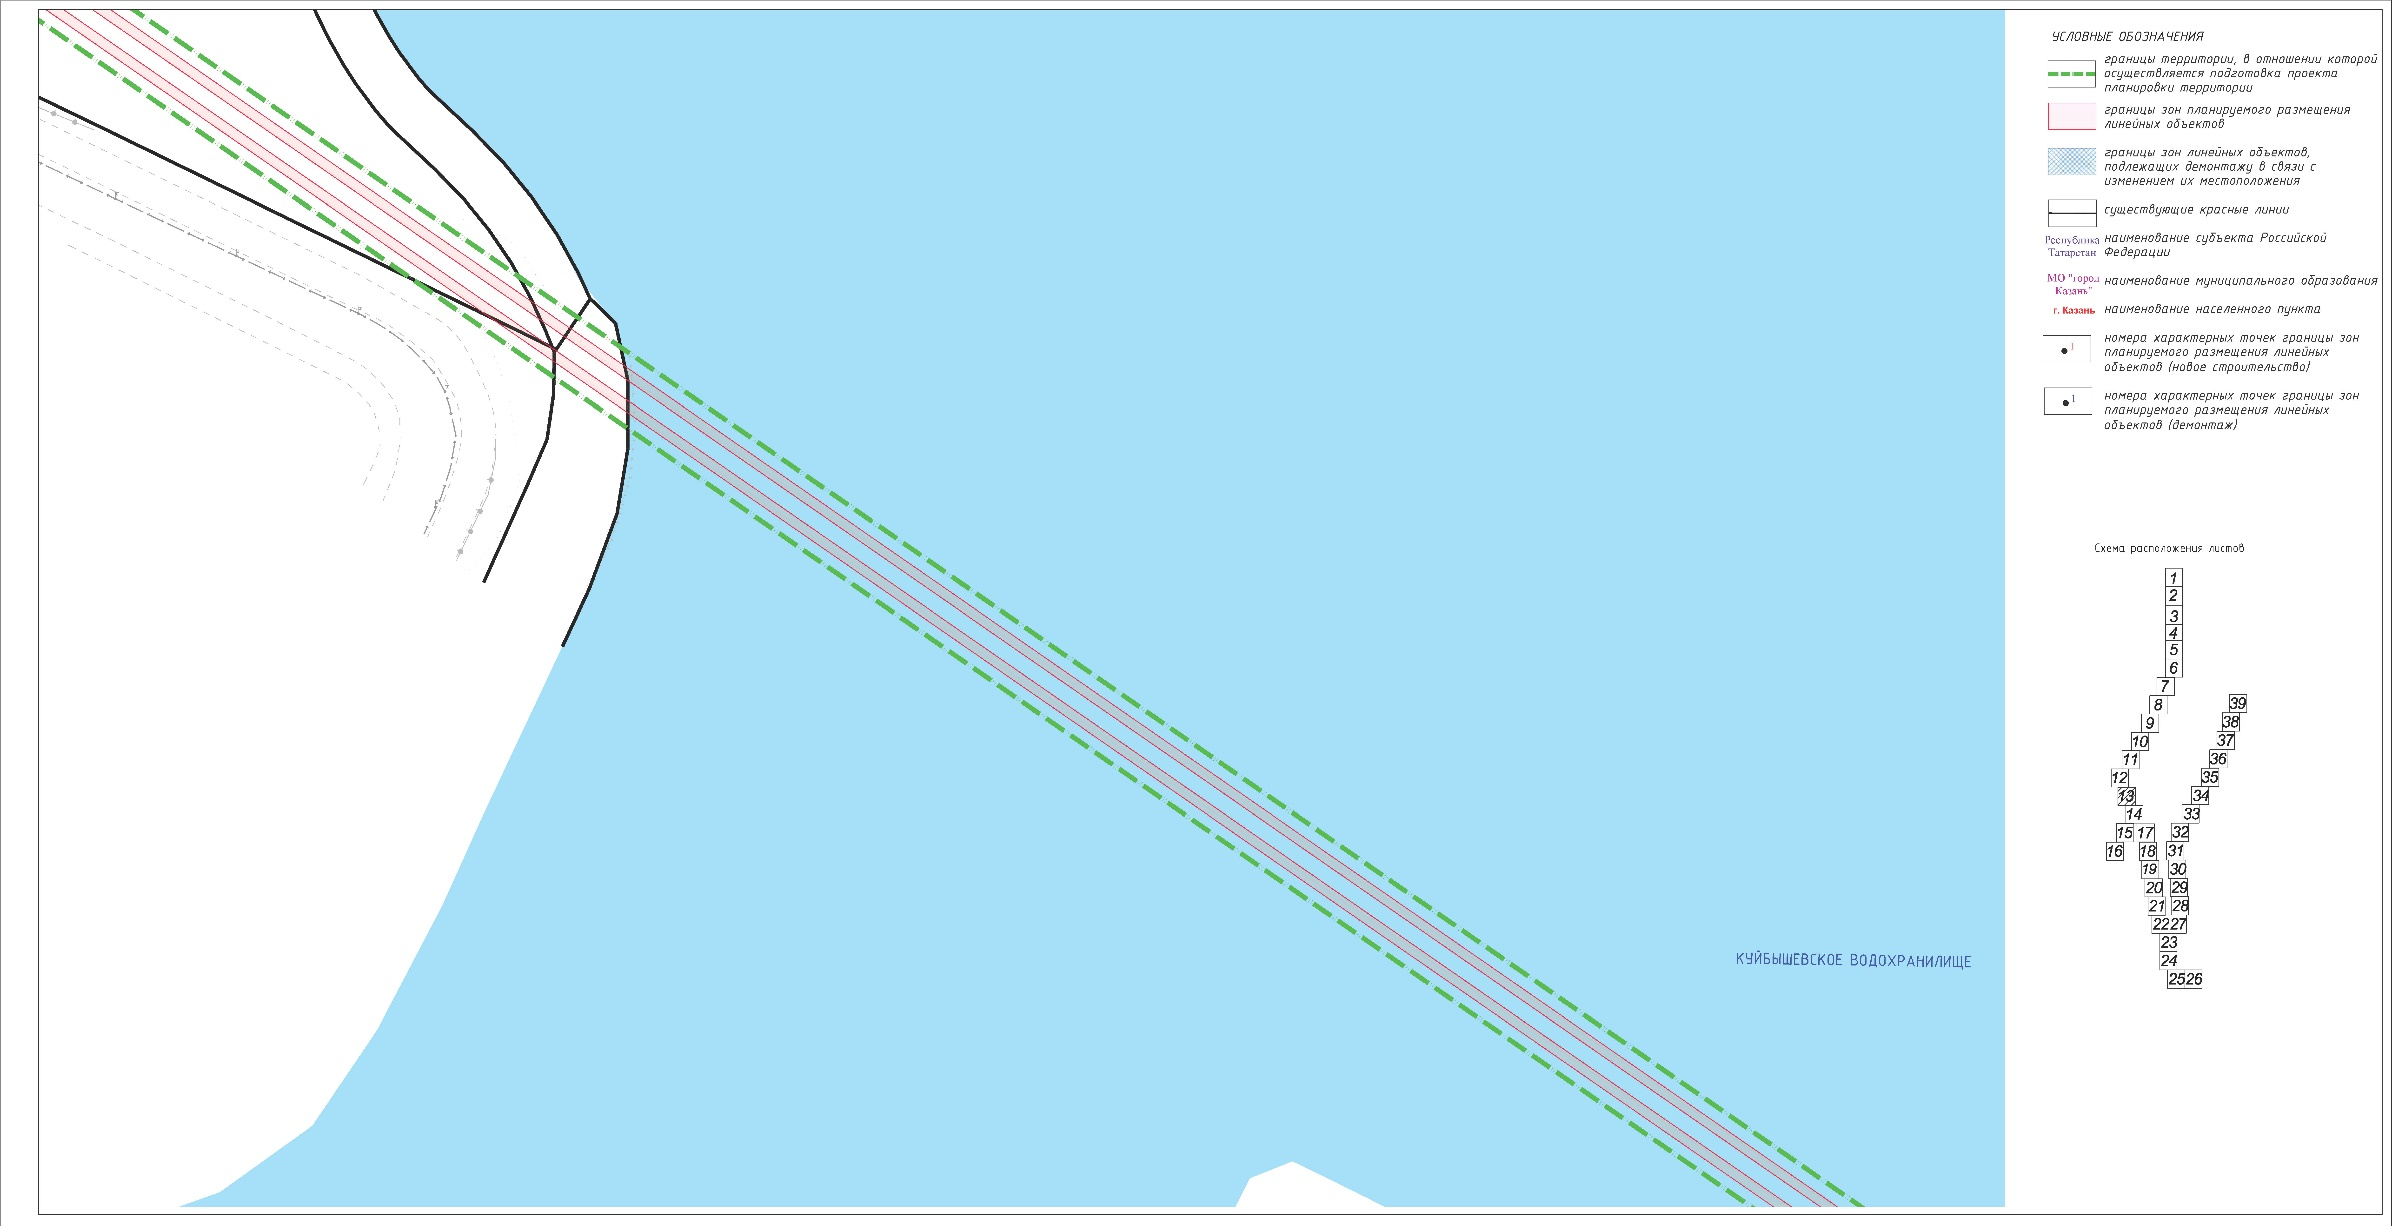 УСЛОВНЫЕ ОБОЗНАЧЕНИЯ
границы территории, в отношении которой
осуществляется подготовка проекта
планировки территории
границы зон планируемого размещения
линейных объектов
границы зон линейных объектов,
подлежащих демонтажу в связи с
изменением их местоположения
существующие красные линии
Республика
Татарстан
наименование субъекта Российской
Федерации
МО "город
Казань"
наименование муниципального образования
г. Казань
наименование населенного пункта
1
номера характерных точек границы зон
планируемого размещения линейных
объектов (новое строительство)
1
номера характерных точек границы зон
планируемого размещения линейных
объектов (демонтаж)
Схема расположения листов
1
2
3
4
5
6
7
8 39
9 38
10 37
11 36
12 35
13 34
14 33
15 17 32
16 18 31
19 30
20 29
21 28
22 27
23
24
25 26
КУЙБЫШЕВСКОЕ ВОДОХРАНИЛИЩЕ